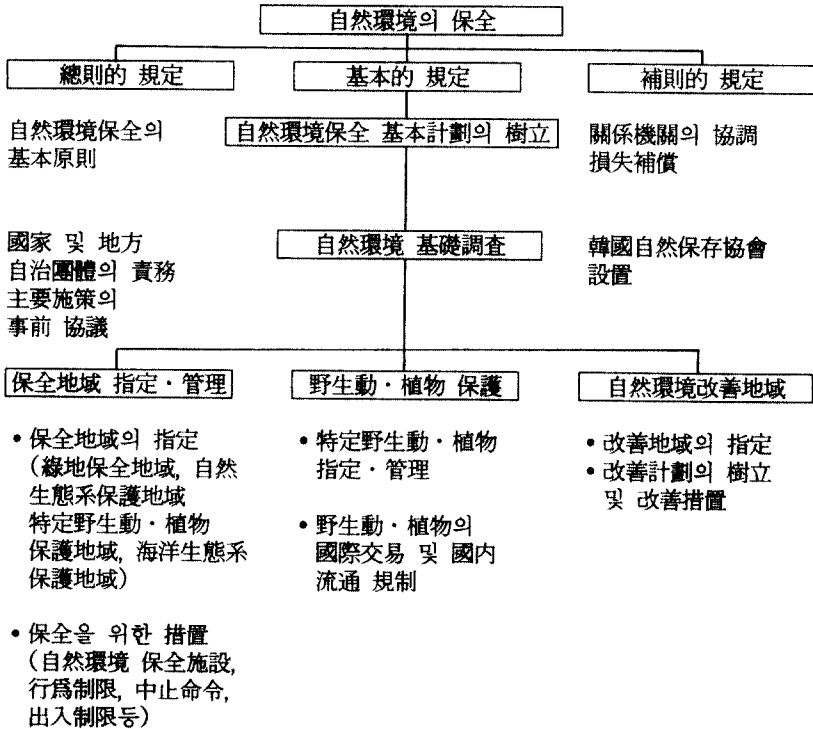 自然環境의 保全
總則的 規定
基本的 規定
補則的 規定
自然環境保全의
基本原則
自然環境保全 基本計劃의 樹立
關係機關의 協調
損失補償
國家 및 地方
自治團體의 責務
主要施策의
事前 協議
自然環境 基礎調査
韓國自然保存協會
設置
保全地域 指定・管理
野生動・植物 保護
自然環境改善地域
• 保全地域의 指定
(綠地保全地域, 自然
生態系保護地域
特定野生動・植物
保護地域, 海洋生態系
保護地域)
• 保全을 위한 措置
(自然環境 保全施設,
行爲制限, 中止命令,
出入制限等)
• 特定野生動・植物
指定・管理
• 野生動・植物의
國際交易 및 國内
流通 規制
• 改善地域의 指定
• 改善計劃의 樹立
및 改善措置